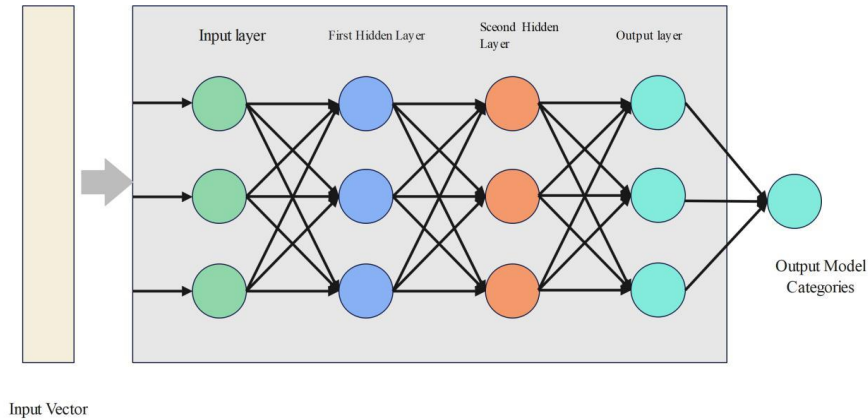 Input layer
First Hidden Layer
Sceond Hidden
Layer
Output layer
Output Model
Categories
Input Vector